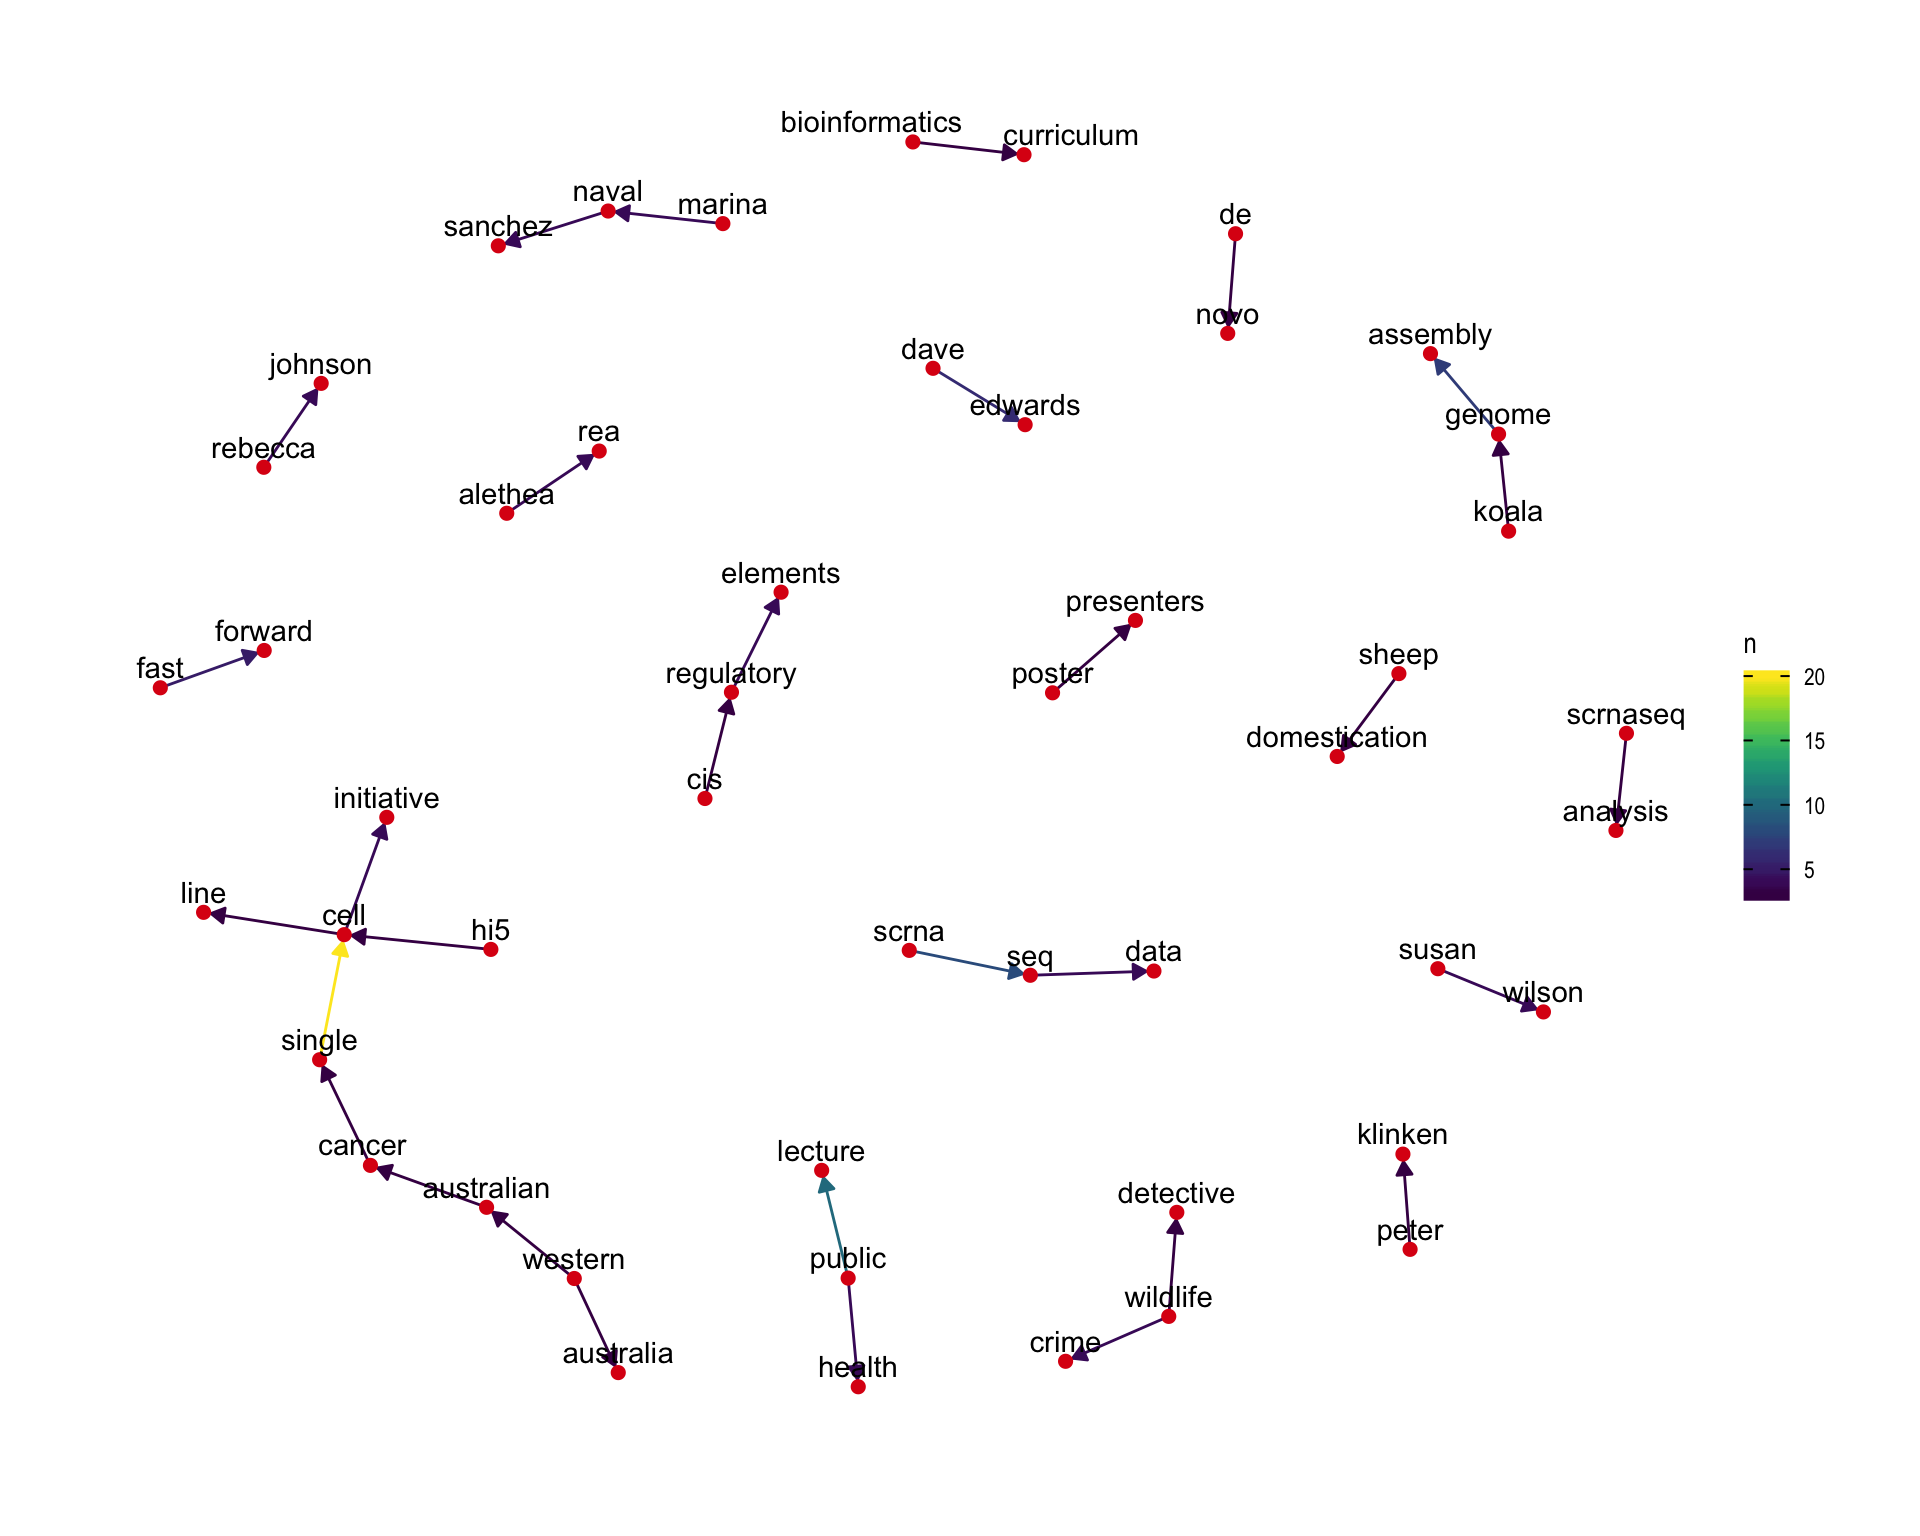 bioinformatics
curriculum
naval
marina
sanchez
de
novo
assembly
dave
johnson
edwards
genome
rea
rebecca
alethea
koala
elements
presenters
forward
sheep
fast
regulatory
poster
n
20
scrnaseq
domestication
15
cis
initiative
10
analysis
5
line
cell
hi5
scrna
seq
data
susan
wilson
single
klinken
cancer
lecture
australian
detective
peter
western
public
wildlife
crime
australia
health